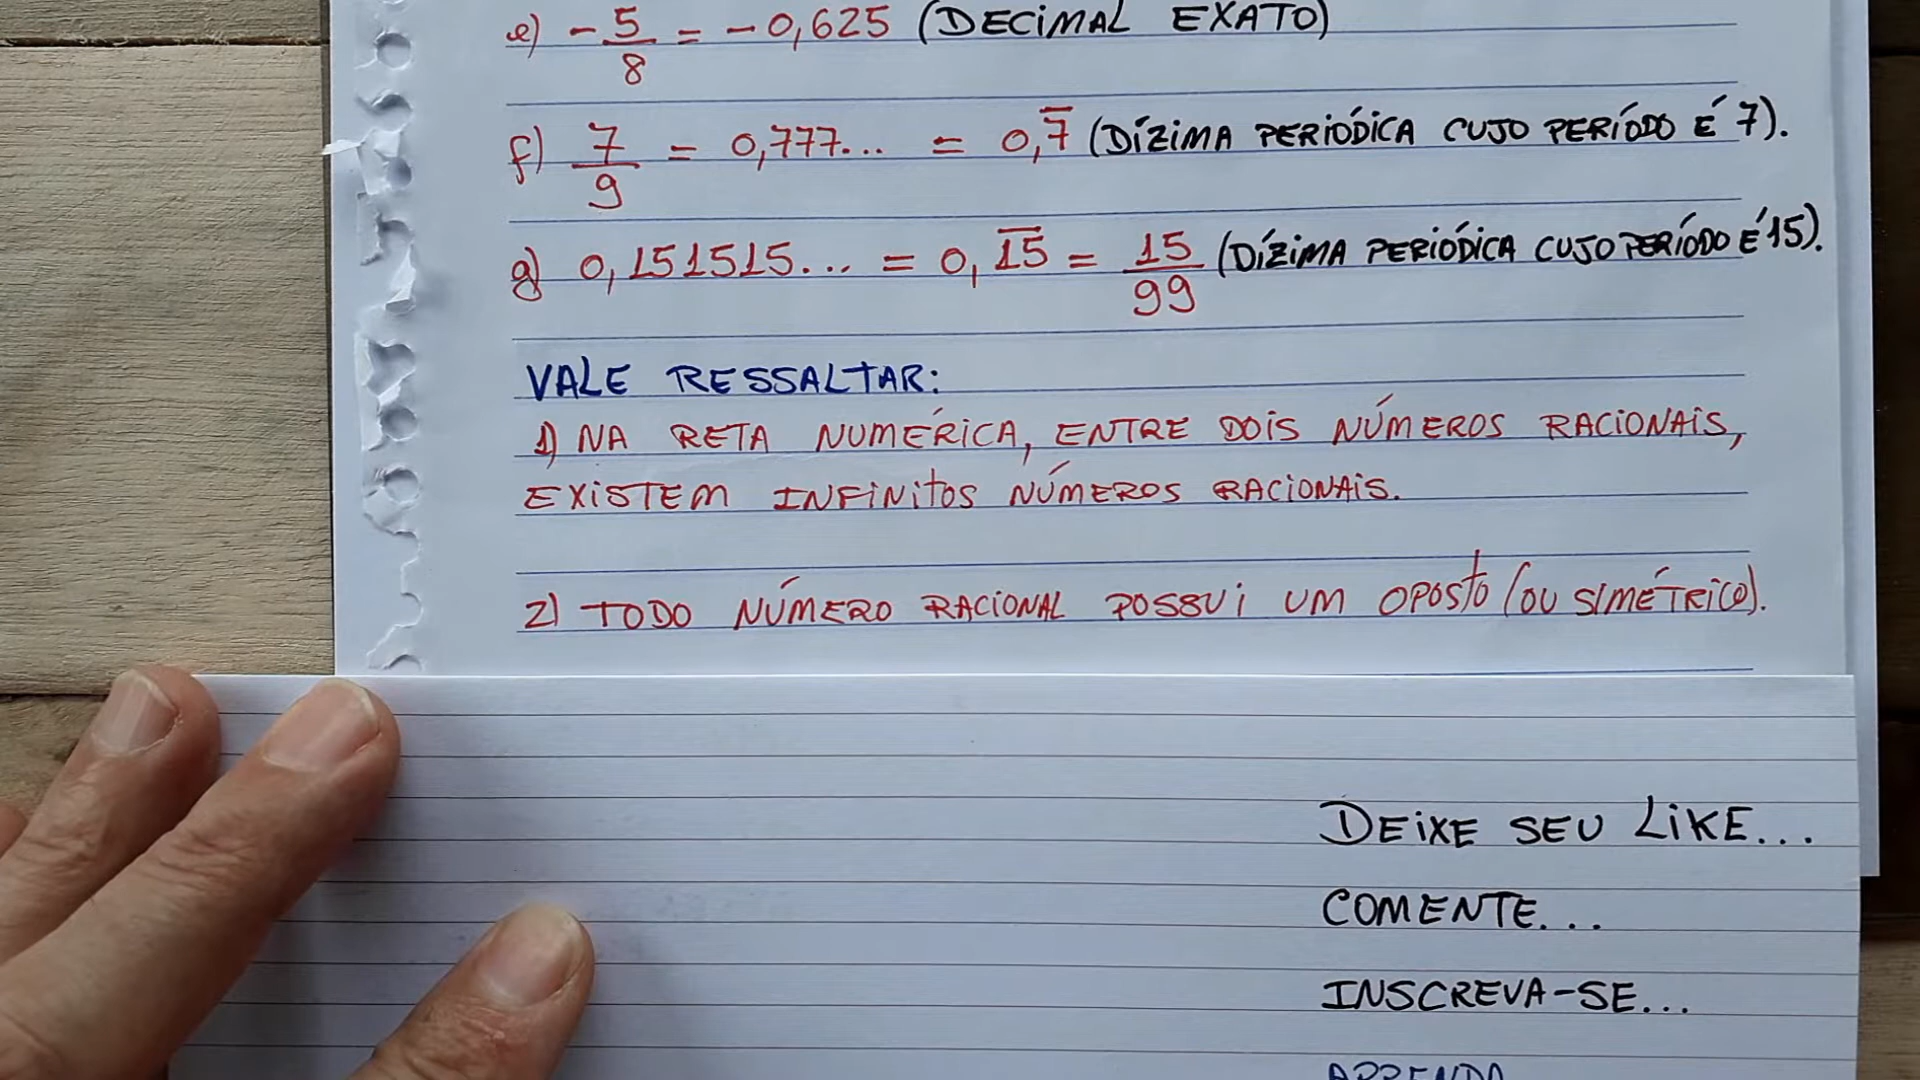 e) -5/8 = -0,625 (DECIMAL EXATO)
f) 7/9 = 0,777... = 0,7̅ (DÍZIMA PERIÓDICA CUJO PERÍODO É 7).
g) 0,151515... = 0,1̅5̅ = 15/99 (DÍZIMA PERIÓDICA CUJO PERÍODO É 15).
VALE RESSALTAR:
1) NA RETA NUMÉRICA, ENTRE DOIS NÚMEROS RACIONAIS,
EXISTEM INFINITOS NÚMEROS RACIONAIS.
2) TODO NÚMERO RACIONAL POSSUI UM OPOSTO (OU SIMÉTRICO).
DEIXE SEU LIKE...
COMENTE...
INSCREVA-SE...